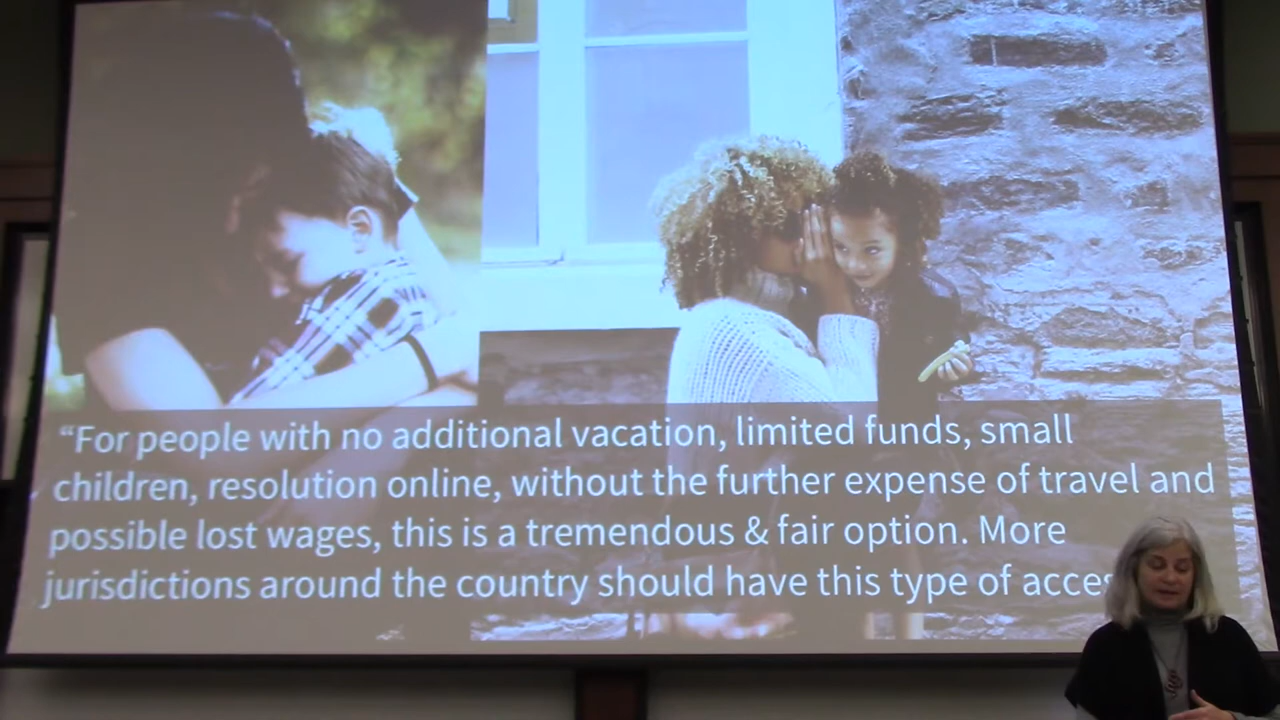 “For people with no additional vacation, limited funds, small
children, resolution online, without the further expense of travel and
possible lost wages, this is a tremendous & fair option. More
jurisdictions around the country should have this type of